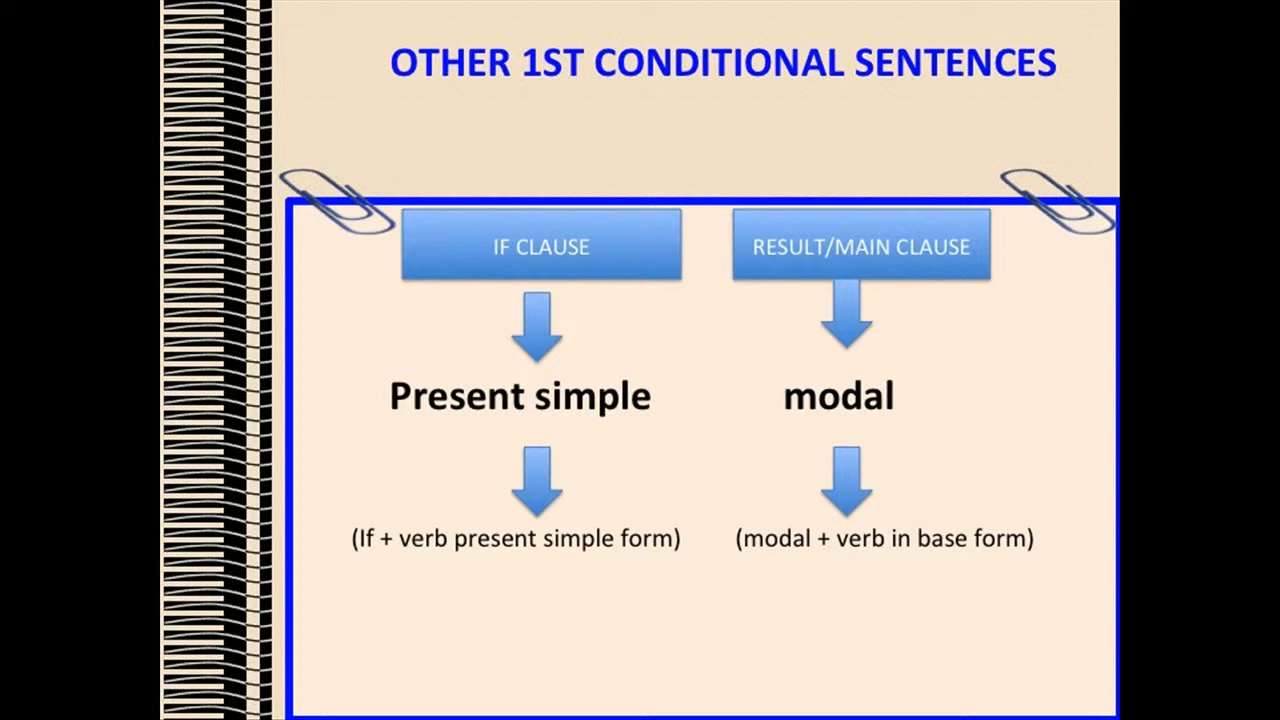 OTHER 1ST CONDITIONAL SENTENCES
IF CLAUSE
RESULT/MAIN CLAUSE
Present simple
modal
(If + verb present simple form)
(modal + verb in base form)